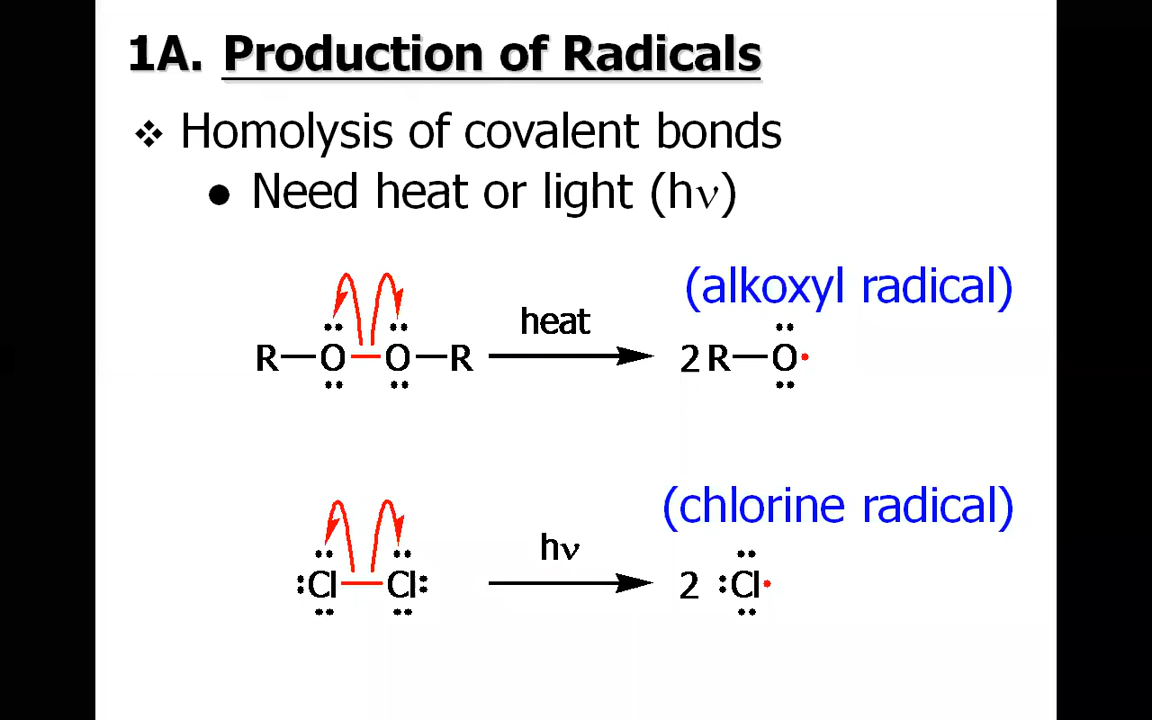 1A. Production of Radicals
❖ Homolysis of covalent bonds
● Need heat or light (hν)
(alkoxyl radical)
heat
R—O—O—R 2 R—O•
(chlorine radical)
hν
:Cl—Cl: 2 :Cl•